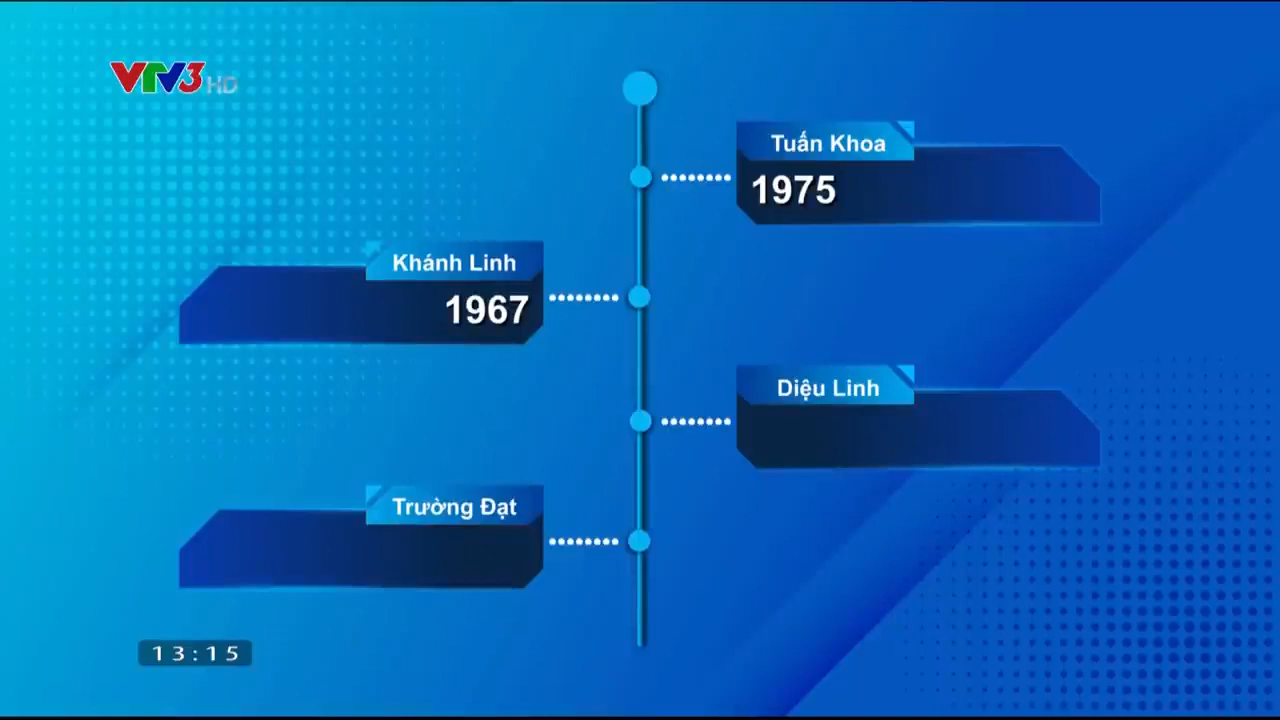 VTV3 HD
Tuấn Khoa
1975
Khánh Linh
1967
Diệu Linh
Trường Đạt
13:15